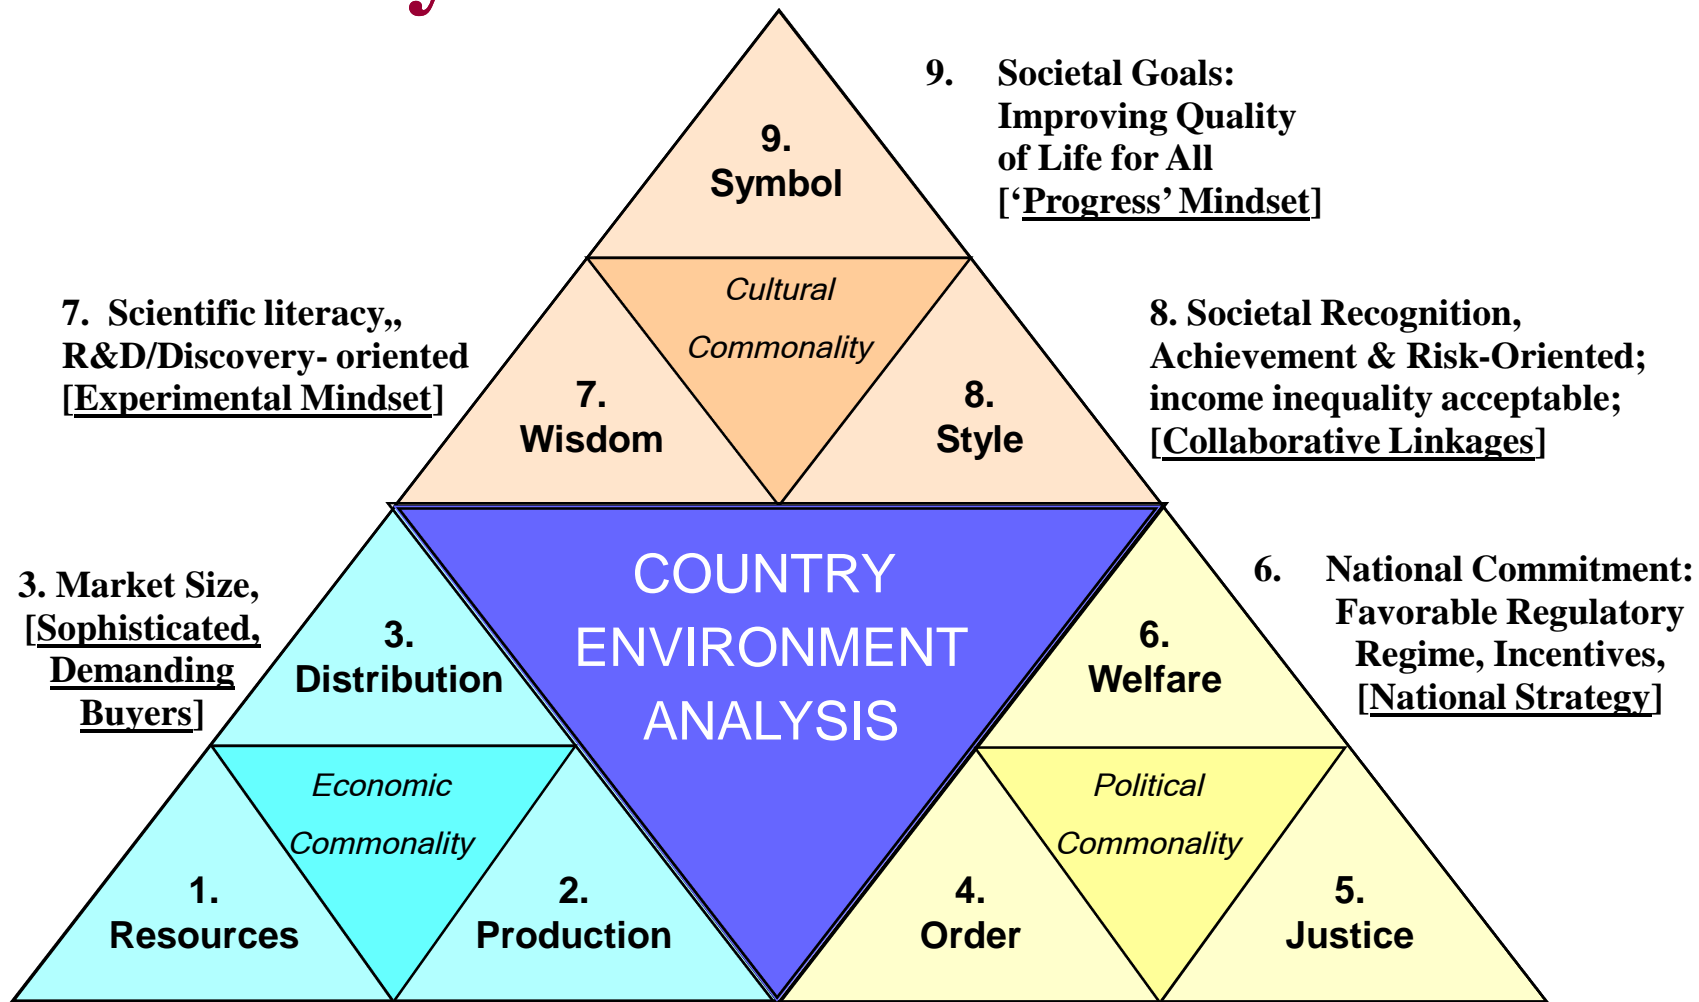 9. Societal Goals:
Improving Quality
of Life for All
[‘Progress’ Mindset]
9.
Symbol
Cultural
Commonality
7. Scientific literacy,,
R&D/Discovery- oriented
[Experimental Mindset]
7.
Wisdom
8.
Style
8. Societal Recognition,
Achievement & Risk-Oriented;
income inequality acceptable;
[Collaborative Linkages]
3. Market Size,
[Sophisticated,
Demanding
Buyers]
3.
Distribution
COUNTRY
ENVIRONMENT
ANALYSIS
6.
Welfare
6. National Commitment:
Favorable Regulatory
Regime, Incentives,
[National Strategy]
Economic
Commonality
1.
Resources
2.
Production
Political
Commonality
4.
Order
5.
Justice